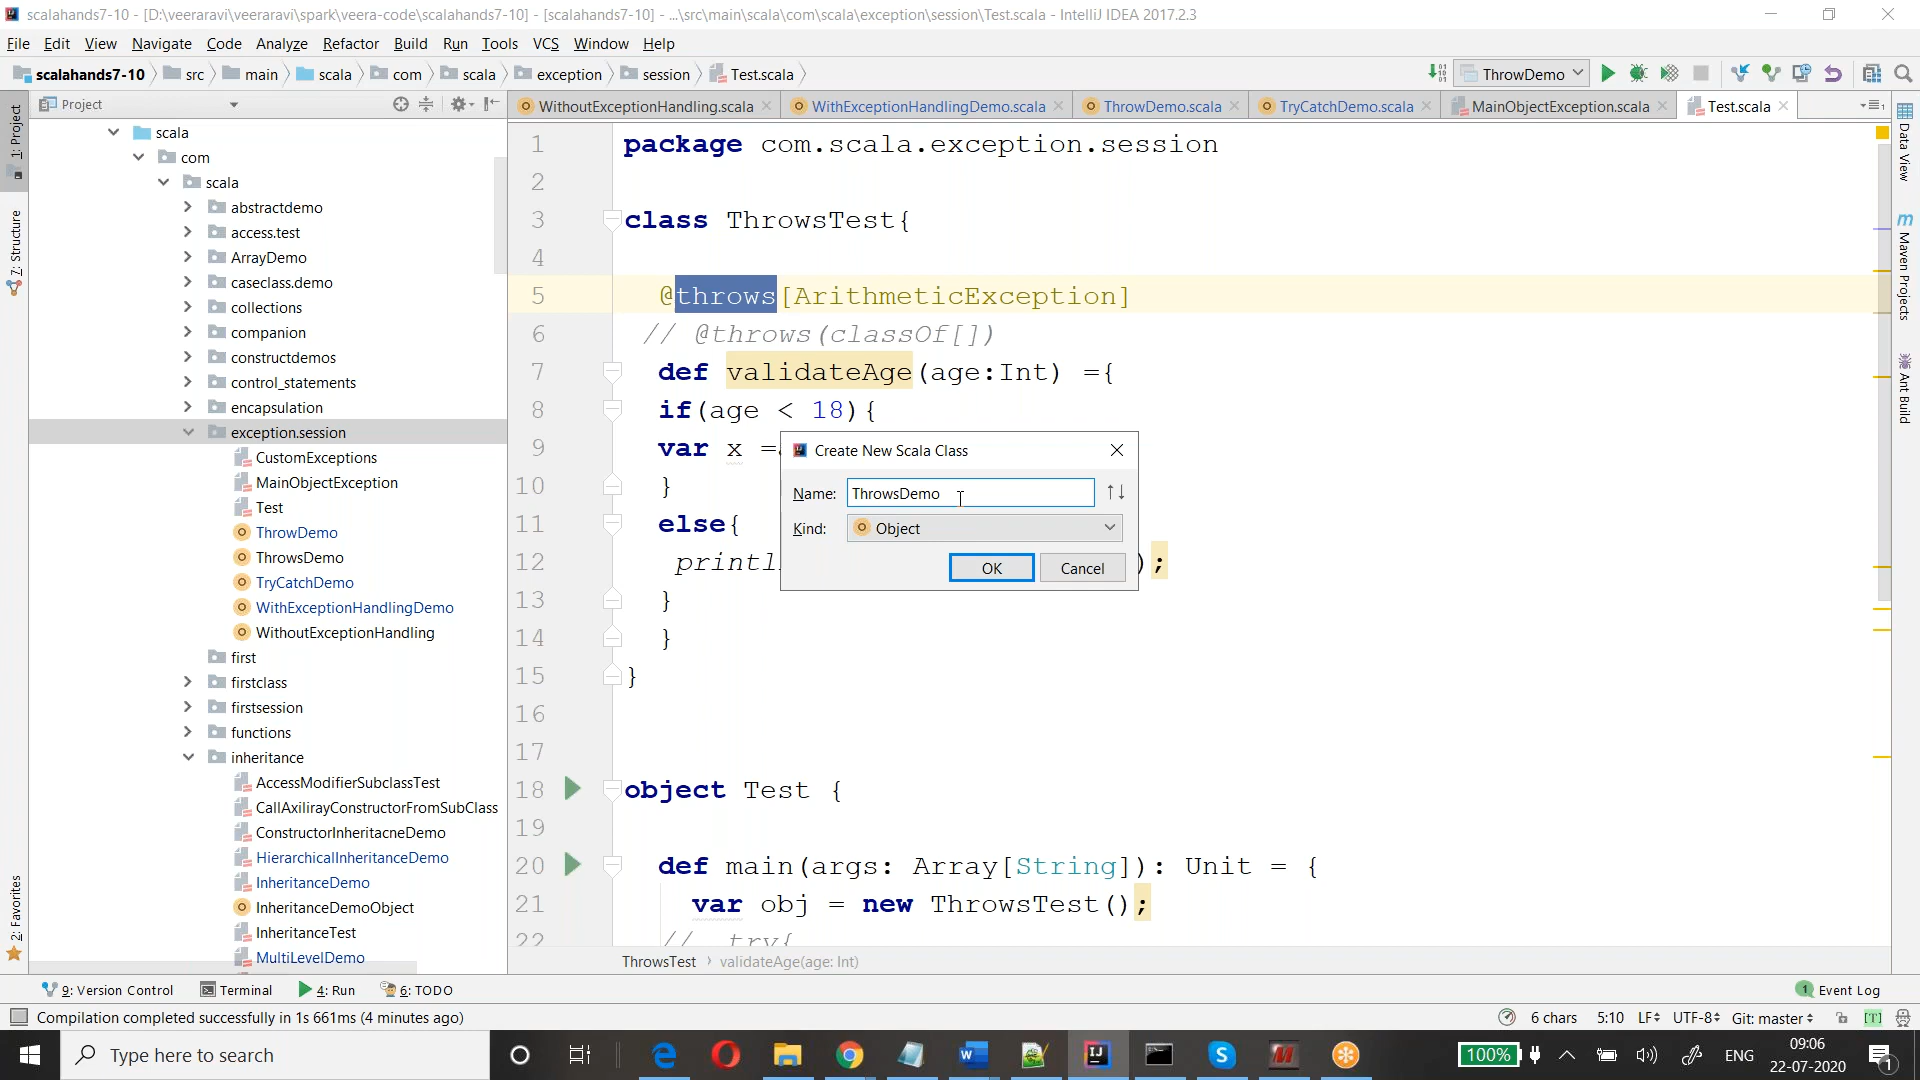 scalahands7-10 - [D:\veeraravi\veeraravi\spark\veera-code\scalahands7-10] - [scalahands7-10] - ...\src\main\scala\com\scala\exception\session\Test.scala - IntelliJ IDEA 2017.2.3
File Edit View Navigate Code Analyze Refactor Build Run Tools VCS Window Help
scalahands7-10 src main scala com scala exception session Test.scala ThrowDemo
Project
WithoutExceptionHandling.scala WithExceptionHandlingDemo.scala ThrowDemo.scala TryCatchDemo.scala MainObjectException.scala Test.scala
1: Project
7: Structure
2: Favorites
scala
com
scala
abstractdemo
access.test
ArrayDemo
caseclass.demo
collections
companion
constructdemos
control_statements
encapsulation
exception.session
CustomExceptions
MainObjectException
Test
ThrowDemo
ThrowsDemo
TryCatchDemo
WithExceptionHandlingDemo
WithoutExceptionHandling
first
firstclass
firstsession
functions
inheritance
AccessModifierSubclassTest
CallAxilirayConstructorFromSubClass
ConstructorInheritacneDemo
HierarchicalInheritanceDemo
InheritanceDemo
InheritanceDemoObject
InheritanceTest
MultiLevelDemo
1 package com.scala.exception.session
2
3 class ThrowsTest{
4
5 @throws[ArithmeticException]
6 // @throws(classOf[])
7 def validateAge(age:Int) ={
8 if(age < 18){
9 var x =
10 }
11 else{
12 printl );
13 }
14 }
15 }
16
17
18 object Test {
19
20 def main(args: Array[String]): Unit = {
21 var obj = new ThrowsTest();
22 // try{
Create New Scala Class
Name: ThrowsDemo
Kind: Object
OK Cancel
ThrowsTest validateAge(age: Int)
Data View
Maven Projects
Ant Build
9: Version Control Terminal 4: Run 6: TODO 1 Event Log
Compilation completed successfully in 1s 661ms (4 minutes ago) 6 chars 5:10 LF UTF-8 Git: master [T]
Type here to search 100% ENG 09:06
22-07-2020 1